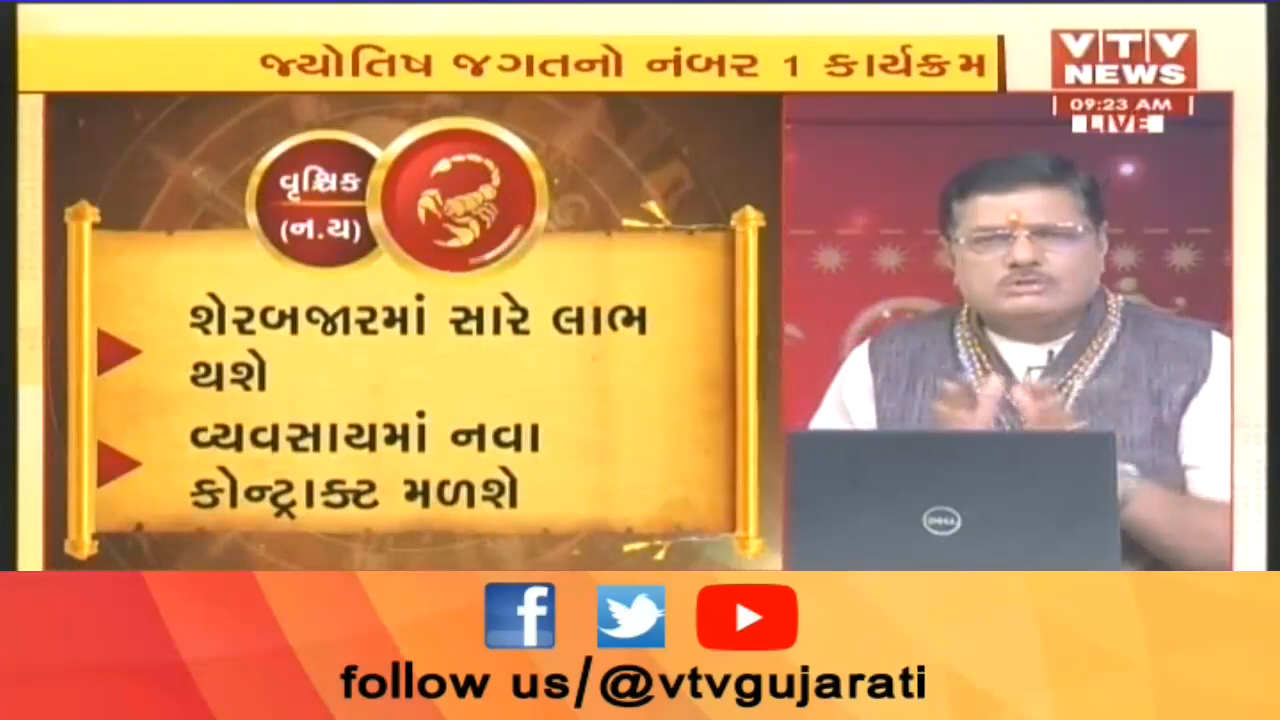 જ્યોતિષ જગતનો નંબર 1 કાર્યક્રમ
VTV
NEWS
09:23 AM
LIVE
વૃશ્ચિક
(ન.ય)
શેરબજારમાં સારે લાભ
થશે
વ્યવસાયમાં નવા
કોન્ટ્રાક્ટ મળશે
DELL
follow us/@vtvgujarati